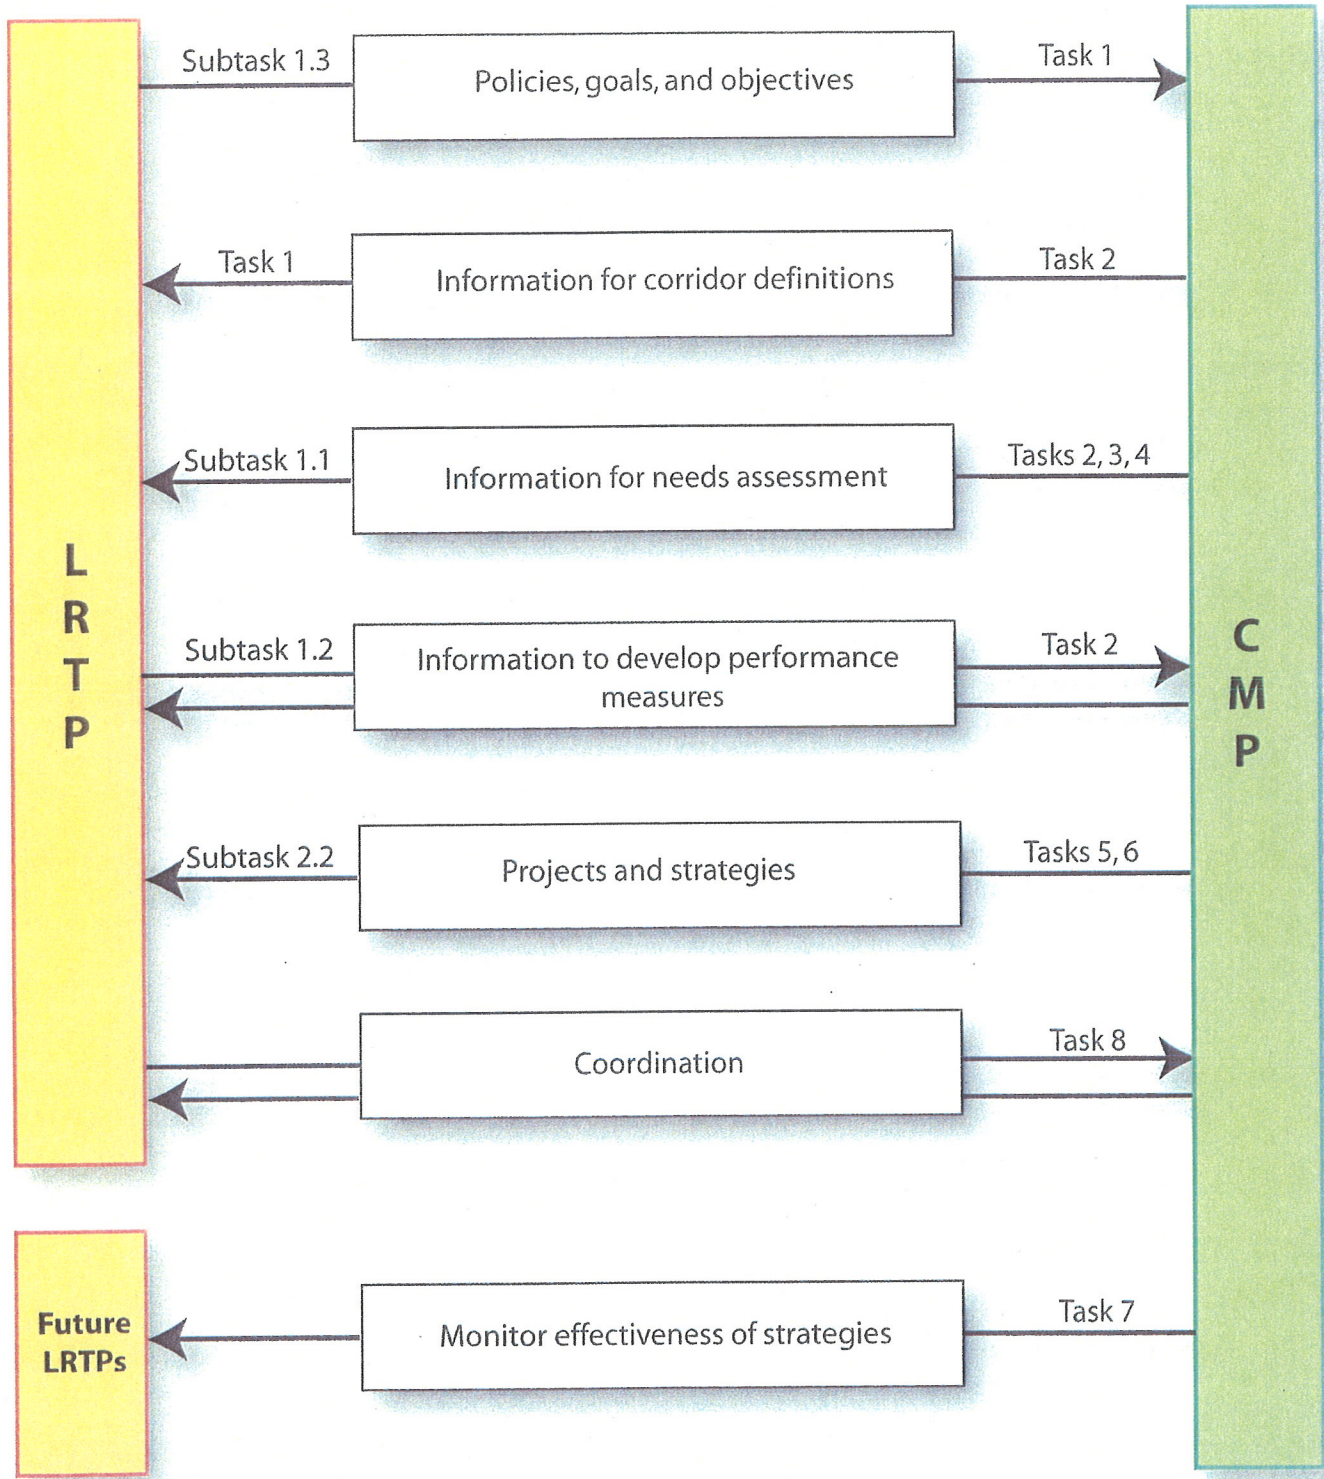 Subtask 1.3
Policies, goals, and objectives
Task 1
Task 1
Information for corridor definitions
Task 2
Subtask 1.1
Information for needs assessment
Tasks 2, 3, 4
L
R
T
P
Subtask 1.2
Information to develop performance
measures
Task 2
C
M
P
Subtask 2.2
Projects and strategies
Tasks 5, 6
Coordination
Task 8
Future
LRTPs
Monitor effectiveness of strategies
Task 7